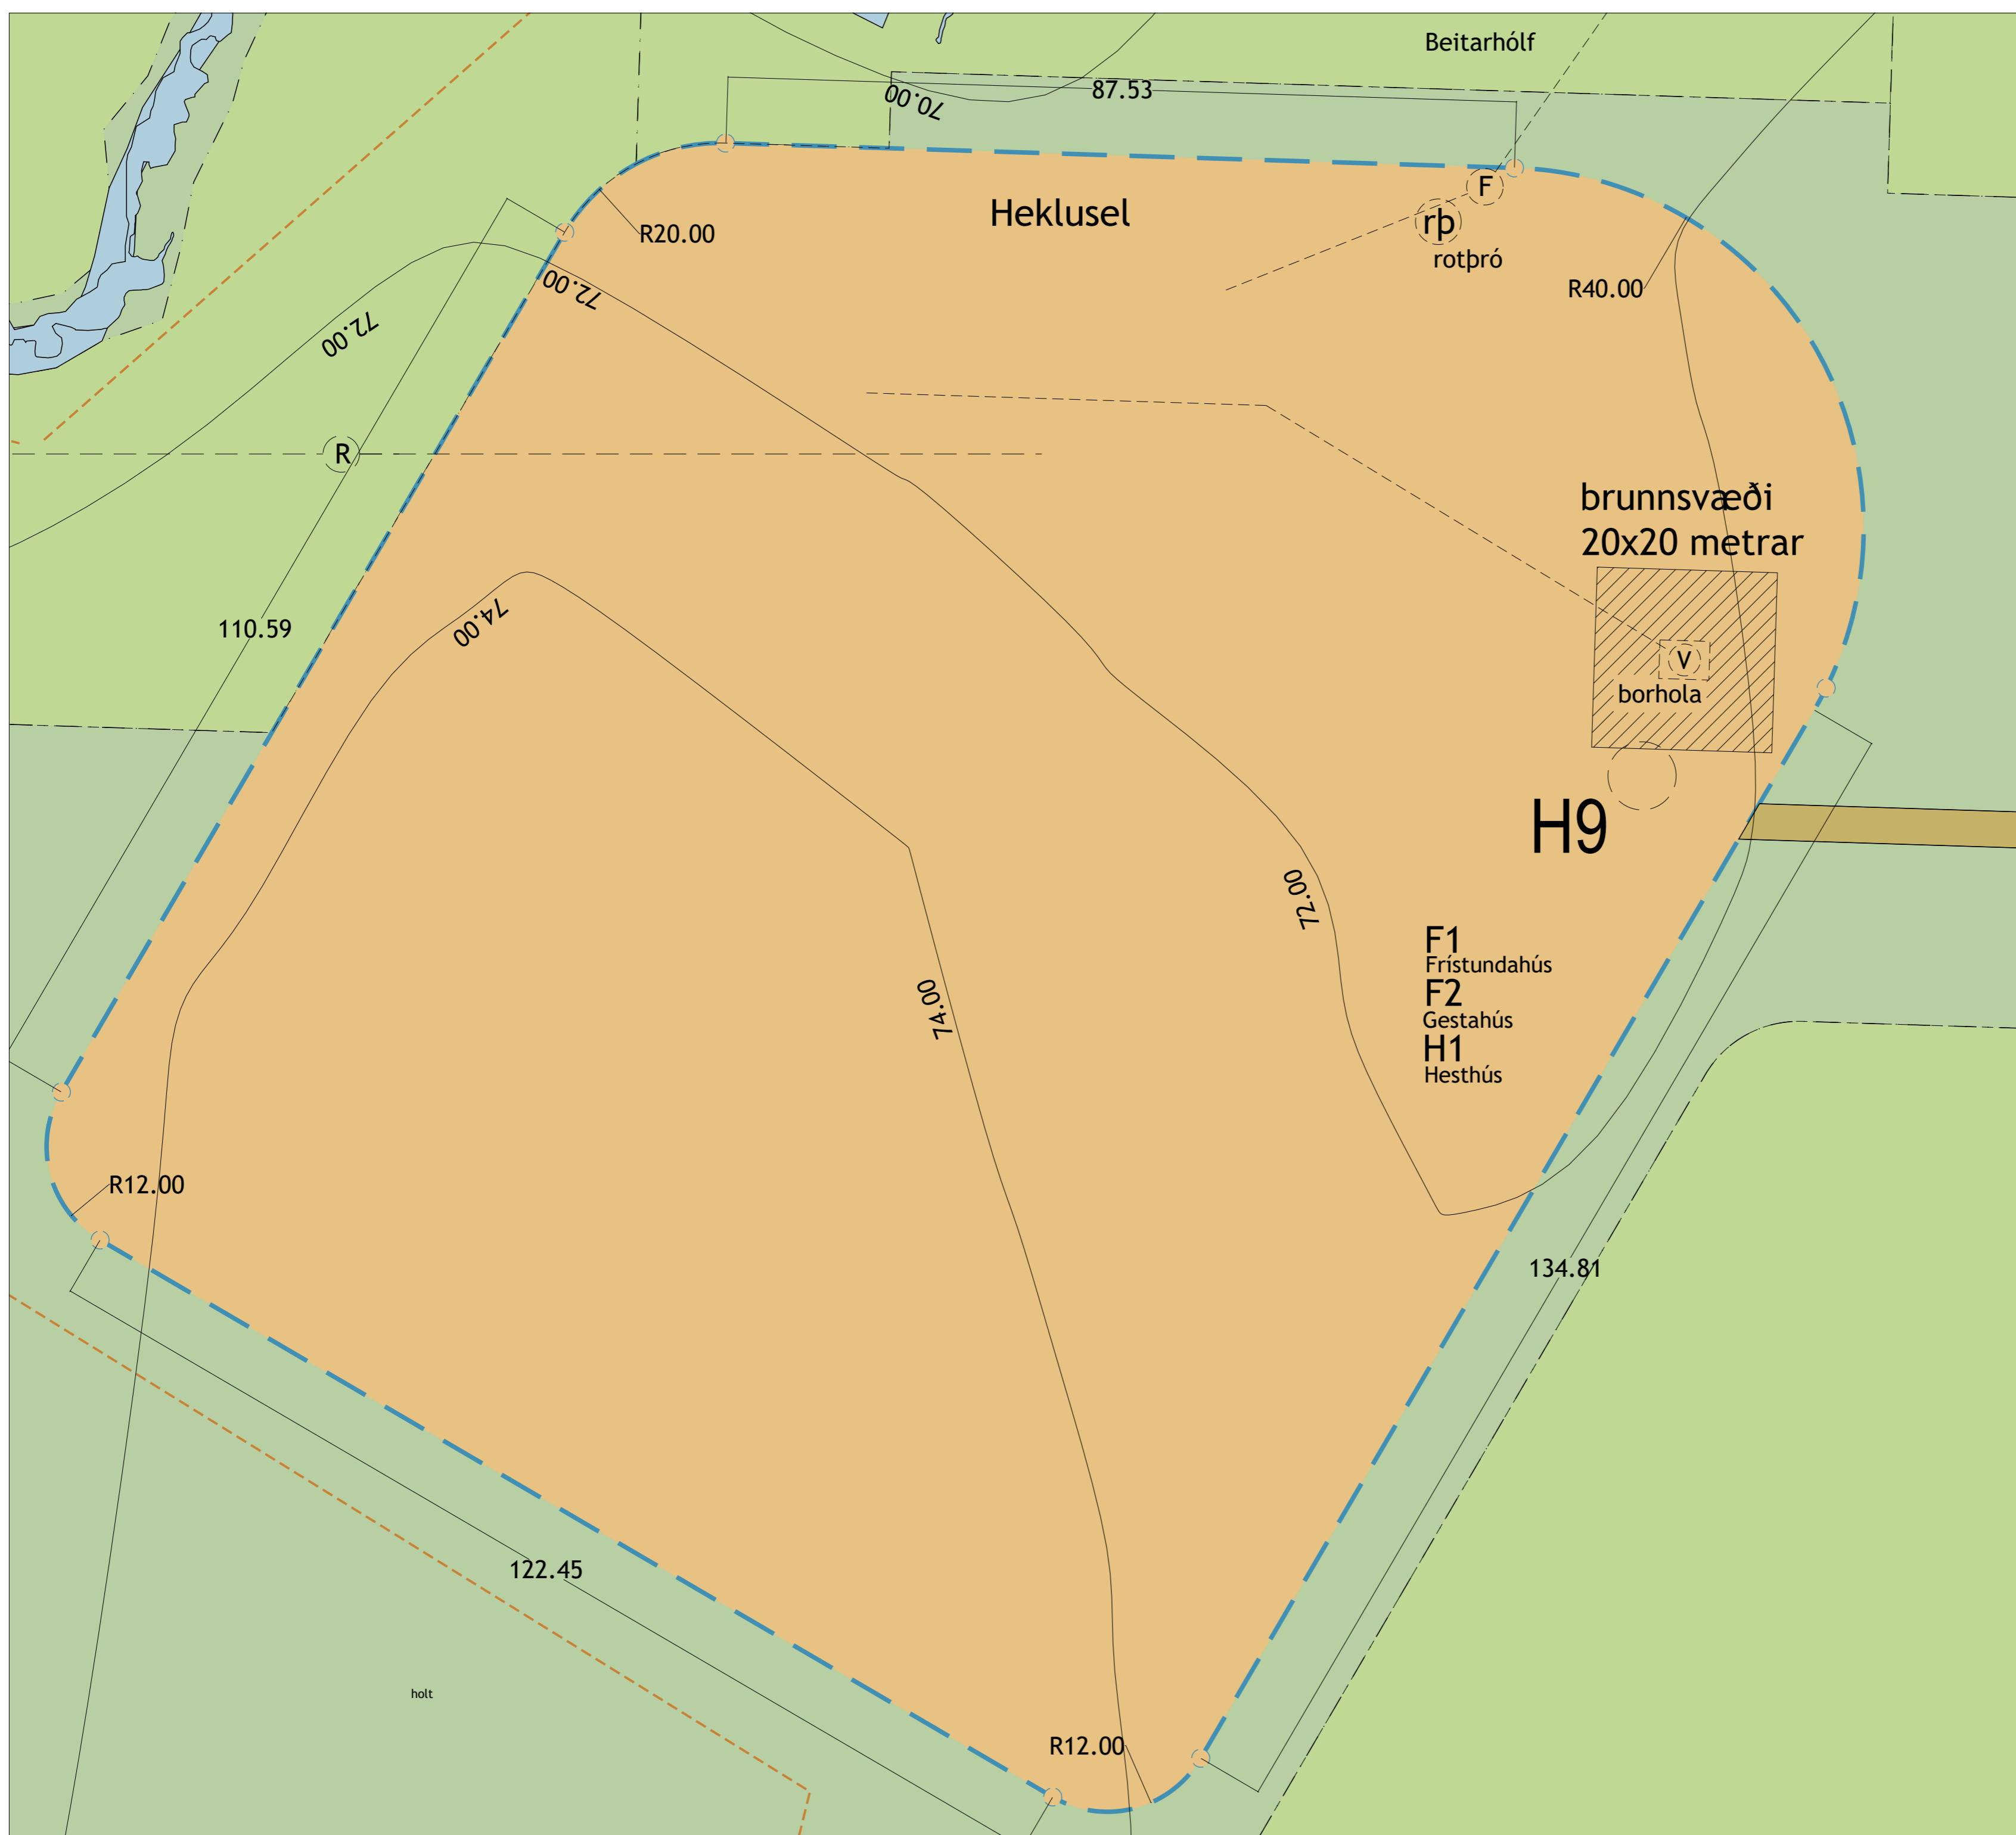 Beitarhólf
87.53
70.00
F
Heklusel
rþ
R20.00
rotþró
72.00
R40.00
72.00
R
brunnsvæði
20x20 metrar
74.00
110.59
V
borhola
H9
72.00
F1
Frístundahús
F2
74.00
Gestahús
H1
Hesthús
R12.00
134.81
122.45
holt
R12.00